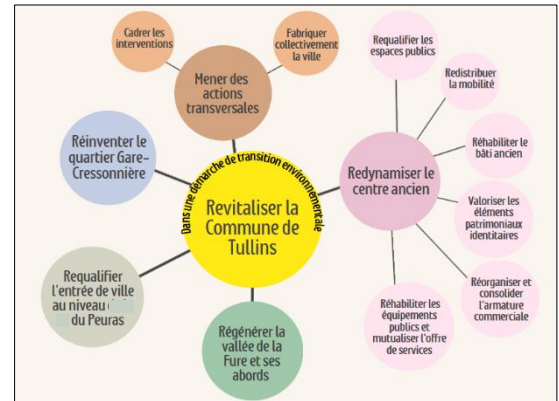 Cadrer les
interventions
Fabriquer
collectivement
la ville
Mener des
actions
transversales
Réinventer le
quartier Gare-
Cressonnière
Requalifier
l'entrée de ville
au niveau
du Peuras
Régénérer la
vallée de la
Fure et ses
abords
Dans une démarche de transition environnementale
Revitaliser la
Commune de
Tullins
Redynamiser le
centre ancien
Requalifier les
espaces publics
Redistribuer
la mobilité
Réhabiliter le
bâti ancien
Valoriser les
éléments
patrimoniaux
identitaires
Réorganiser et
consolider
l'armature
commerciale
Réhabiliter les
équipements
publics et
mutualiser l'offre
de services